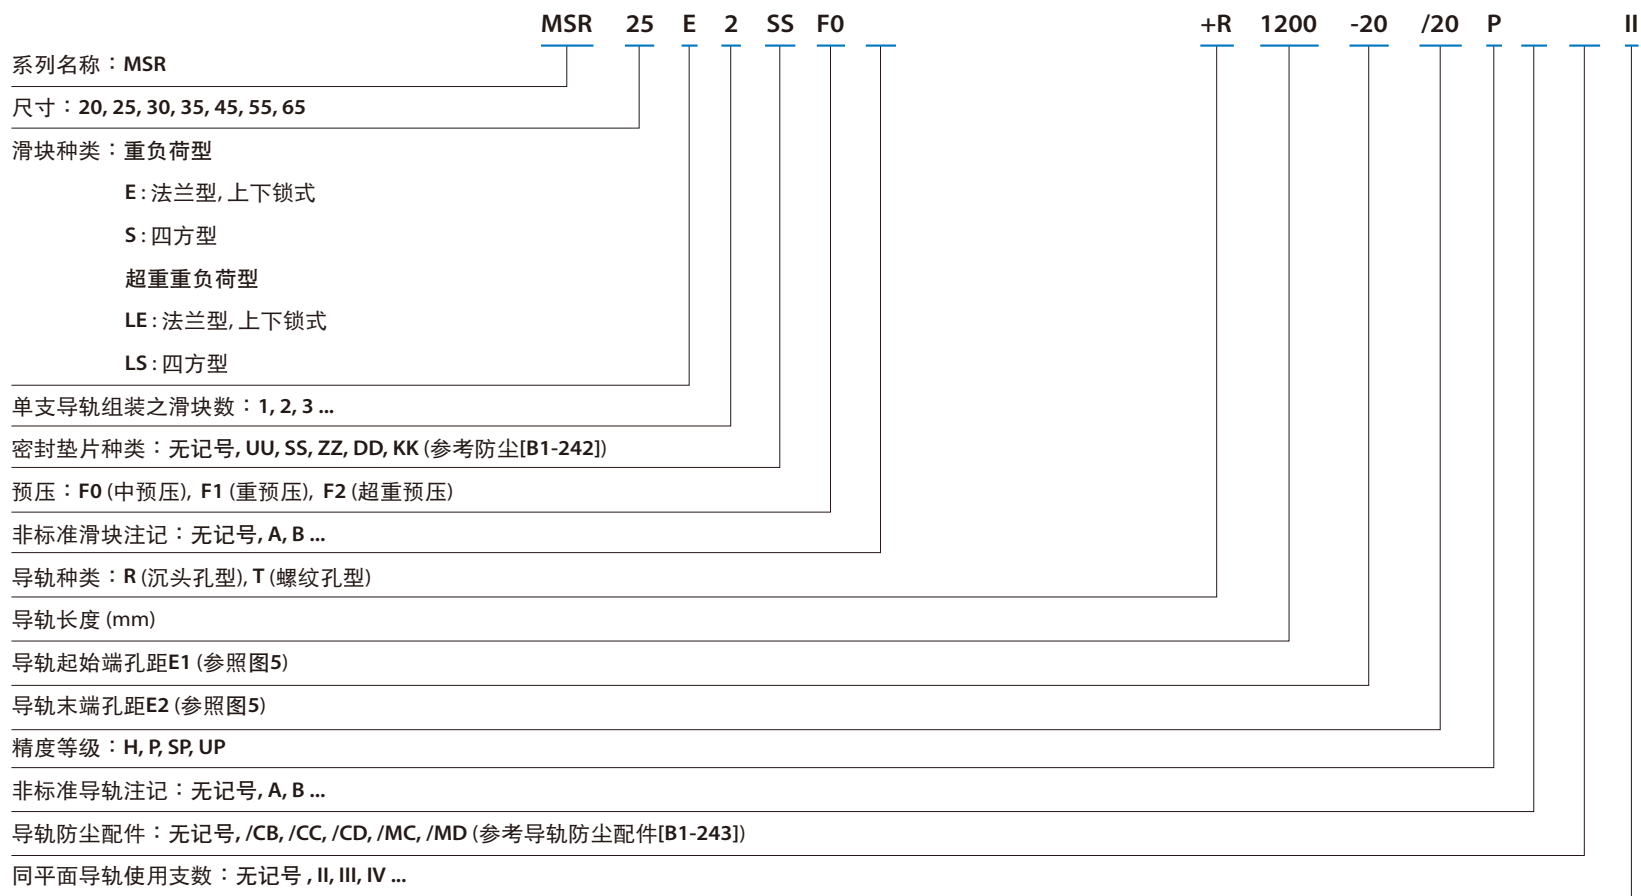 MSR 25 E 2 SS F0 +R 1200 -20 /20 P II
系列名称：MSR
尺寸：20, 25, 30, 35, 45, 55, 65
滑块种类：重负荷型
E : 法兰型, 上下锁式
S : 四方型
超重重负荷型
LE : 法兰型, 上下锁式
LS : 四方型
单支导轨组装之滑块数：1, 2, 3 ...
密封垫片种类：无记号, UU, SS, ZZ, DD, KK (参考防尘[B1-242])
预压：F0 (中预压), F1 (重预压), F2 (超重预压)
非标准滑块注记：无记号, A, B ...
导轨种类：R (沉头孔型), T (螺纹孔型)
导轨长度 (mm)
导轨起始端孔距E1 (参照图5)
导轨末端孔距E2 (参照图5)
精度等级：H, P, SP, UP
非标准导轨注记：无记号, A, B ...
导轨防尘配件：无记号, /CB, /CC, /CD, /MC, /MD (参考导轨防尘配件[B1-243])
同平面导轨使用支数：无记号 , II, III, IV ...